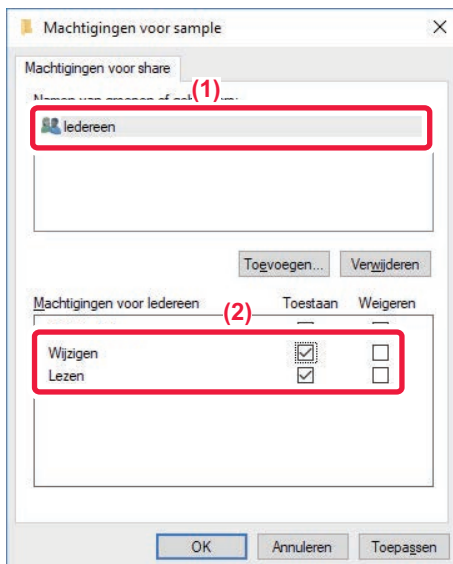 Machtigingen voor sample
Machtigingen voor share
(1)
Iedereen
Toevoegen... Verwijderen
Machtigingen voor Iedereen Toestaan Weigeren
(2)
Wijzigen
Lezen
OK Annuleren Toepassen